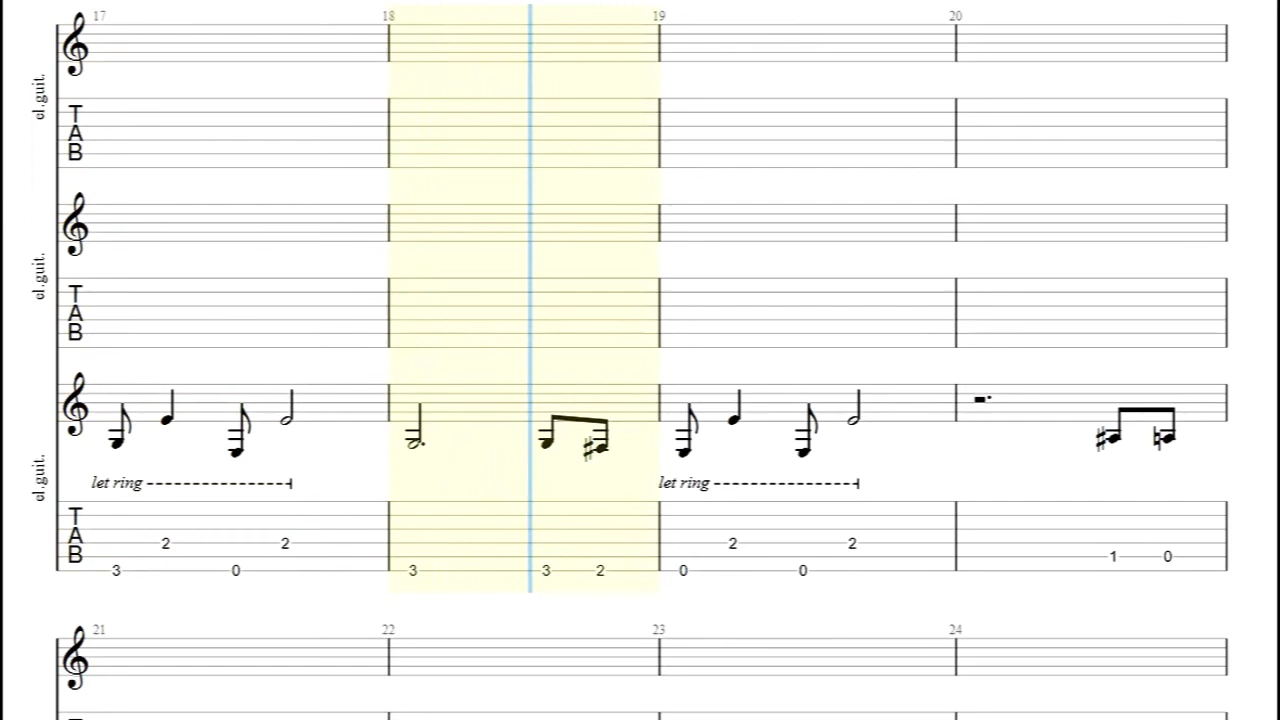 17 18 19 20
el.guit.
T
A
B
el.guit.
T
A
B
el.guit.
let ring let ring
T
A 2 2 2 2
B 1 0
3 0 3 3 2 0 0
21 22 23 24